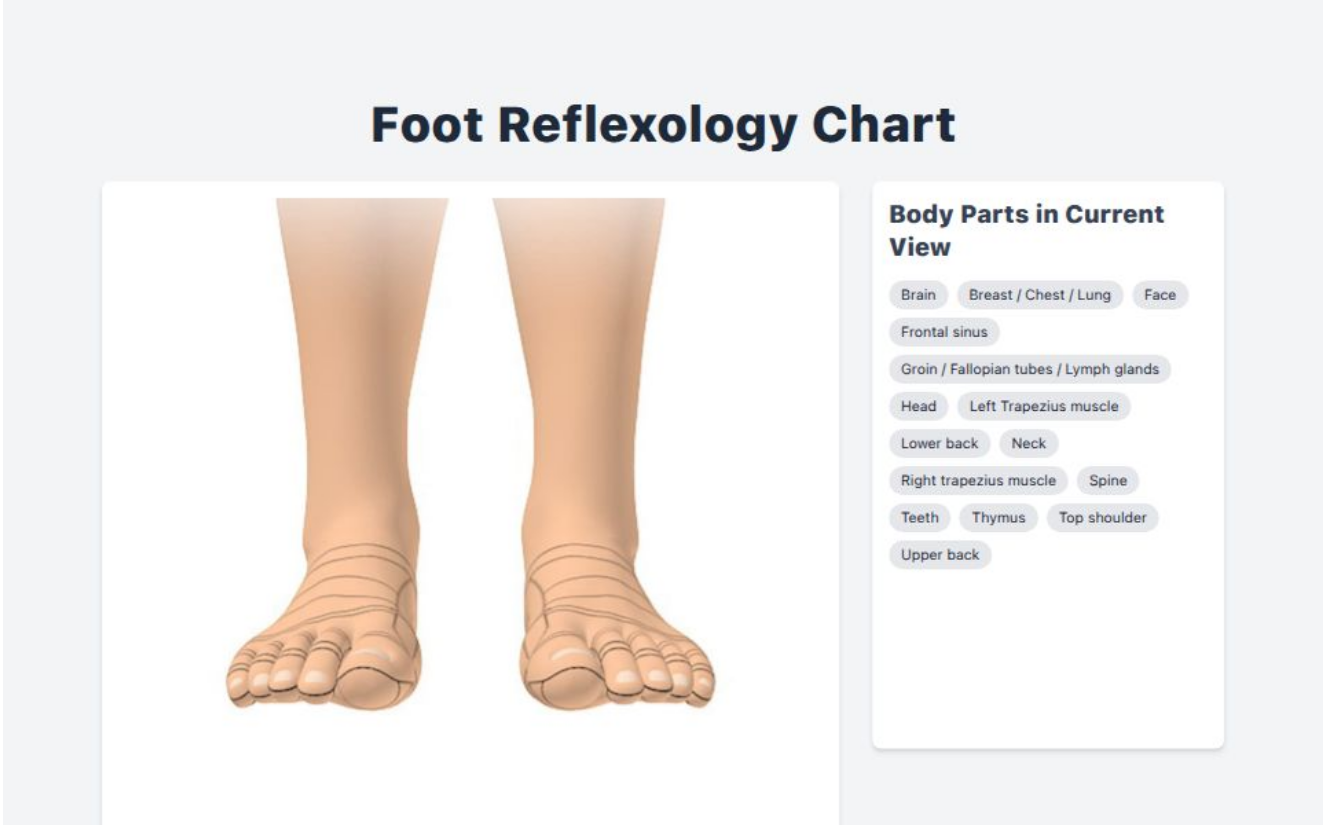 Foot Reflexology Chart
Body Parts in Current
View
Brain Breast / Chest / Lung Face
Frontal sinus
Groin / Fallopian tubes / Lymph glands
Head Left Trapezius muscle
Lower back Neck
Right trapezius muscle Spine
Teeth Thymus Top shoulder
Upper back